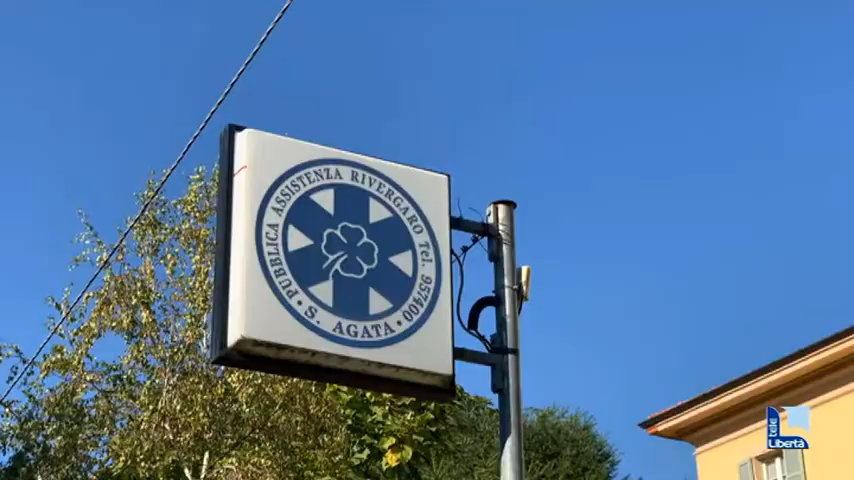 PUBBLICA ASSISTENZA RIVERGARO Tel. 957400
• S. AGATA •
tele
Libertà